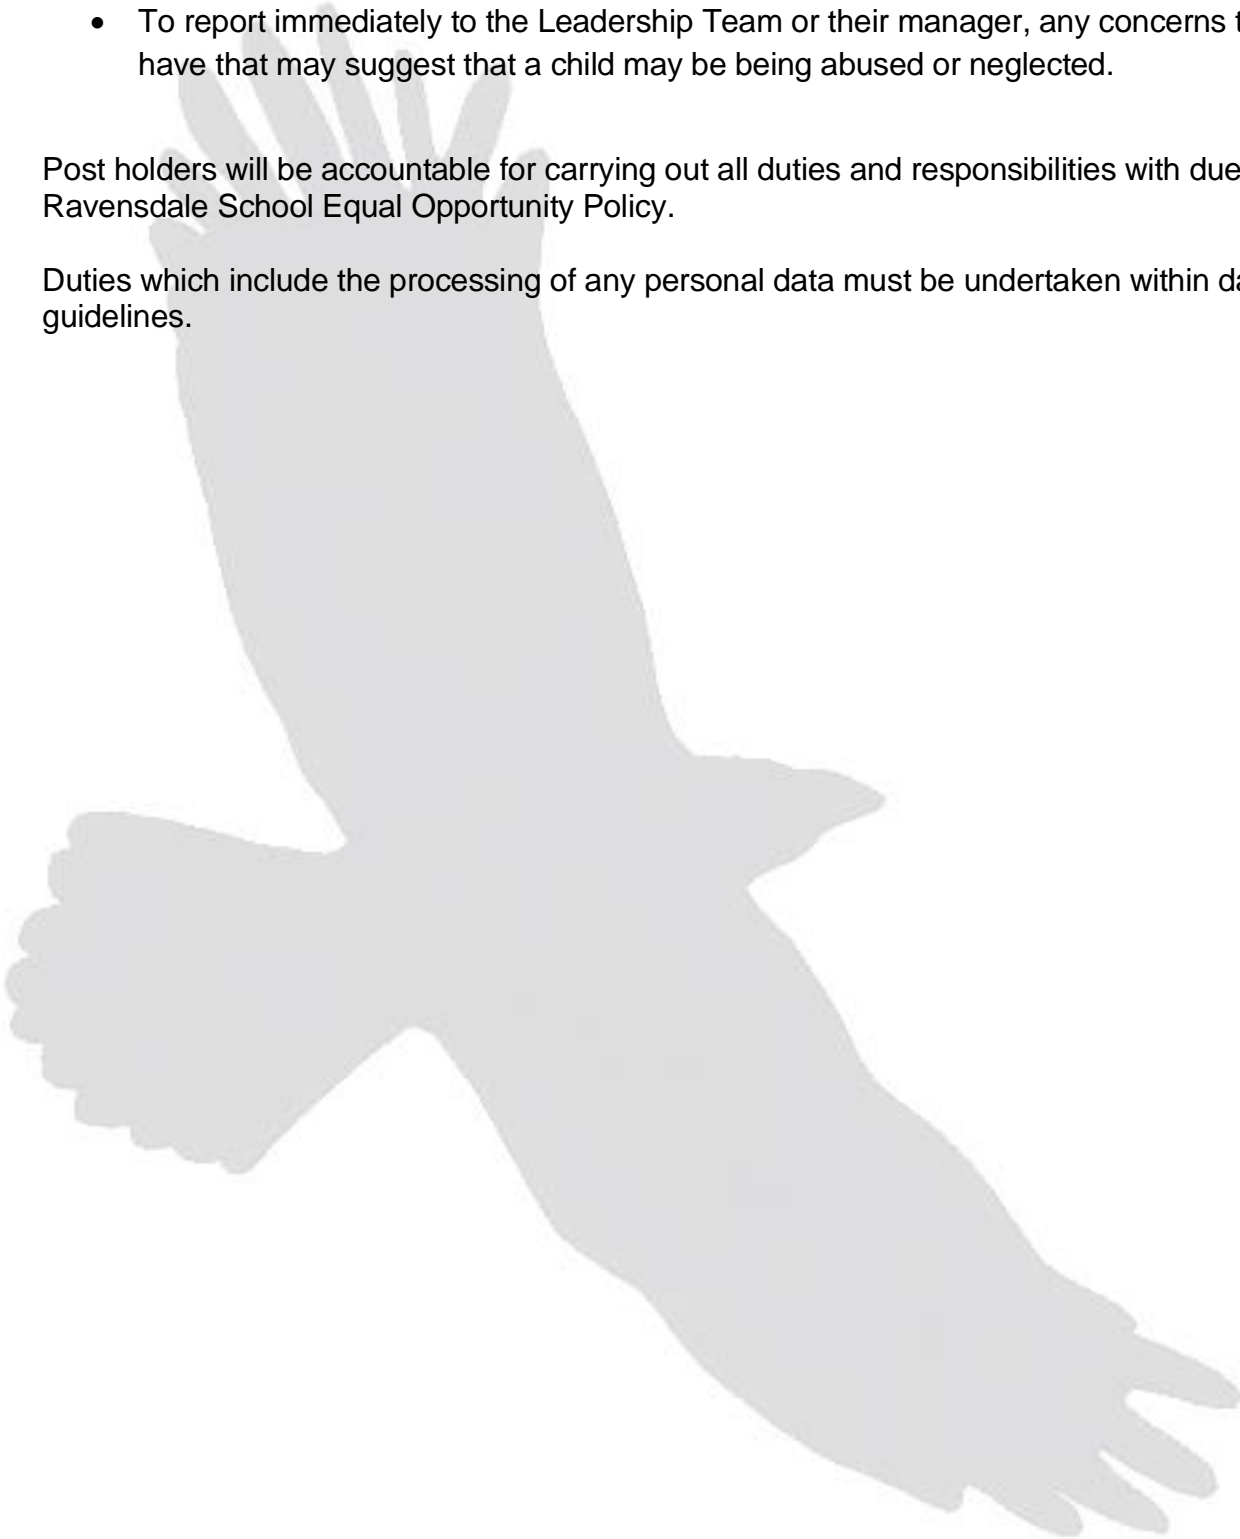 • To report immediately to the Leadership Team or their manager, any concerns t
have that may suggest that a child may be being abused or neglected.
Post holders will be accountable for carrying out all duties and responsibilities with due
Ravensdale School Equal Opportunity Policy.
Duties which include the processing of any personal data must be undertaken within da
guidelines.